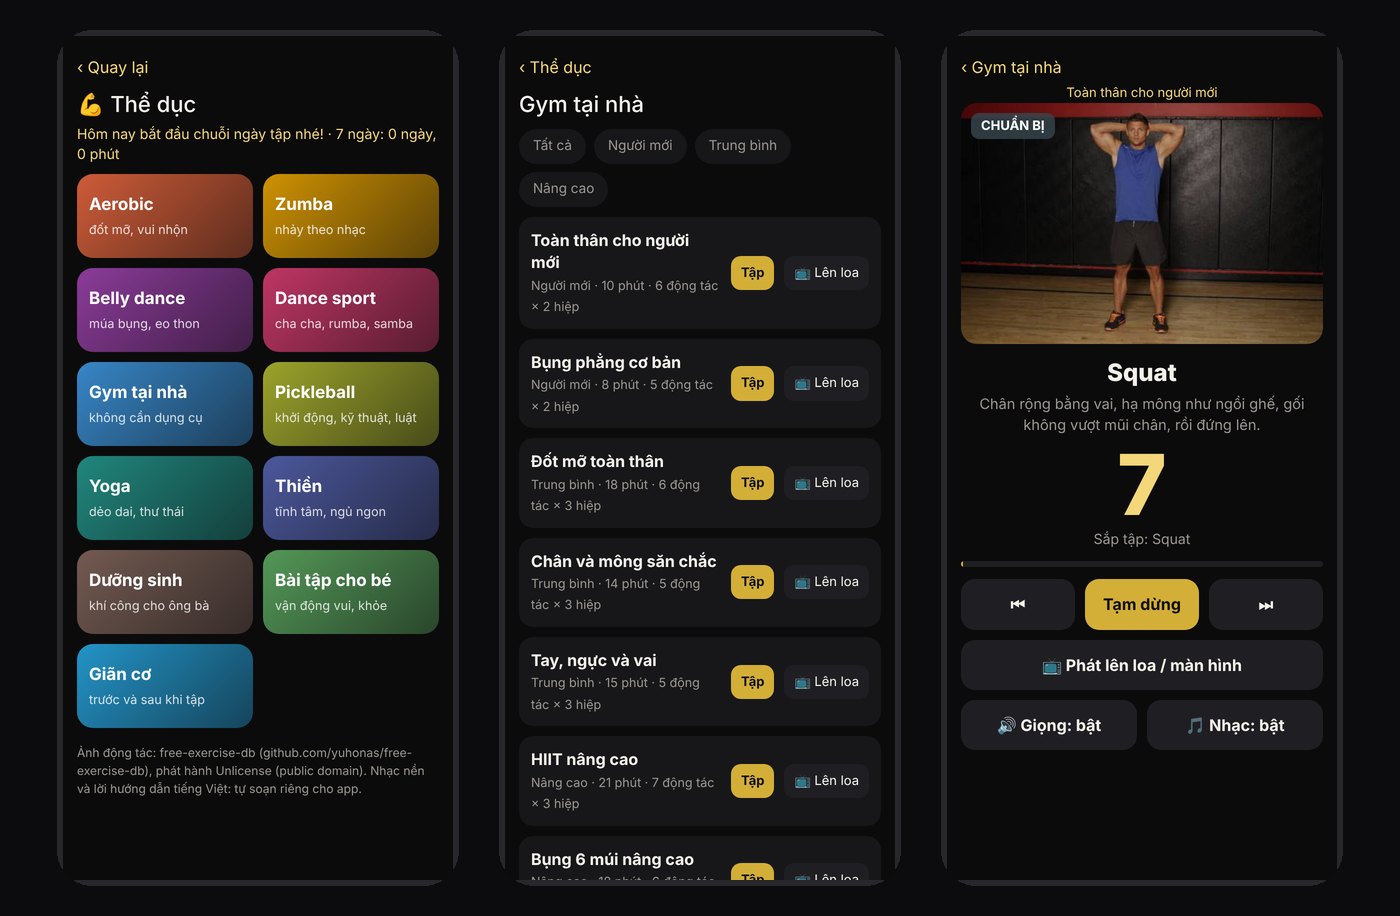 ‹ Quay lại
💪 Thể dục
Hôm nay bắt đầu chuỗi ngày tập nhé! · 7 ngày: 0 ngày,
0 phút
Aerobic
đốt mỡ, vui nhộn
Zumba
nhảy theo nhạc
Belly dance
múa bụng, eo thon
Dance sport
cha cha, rumba, samba
Gym tại nhà
không cần dụng cụ
Pickleball
khởi động, kỹ thuật, luật
Yoga
dẻo dai, thư thái
Thiền
tĩnh tâm, ngủ ngon
Dưỡng sinh
khí công cho ông bà
Bài tập cho bé
vận động vui, khỏe
Giãn cơ
trước và sau khi tập
Ảnh động tác: free-exercise-db (github.com/yuhonas/free-
exercise-db), phát hành Unlicense (public domain). Nhạc nền
và lời hướng dẫn tiếng Việt: tự soạn riêng cho app.
‹ Thể dục
Gym tại nhà
Tất cả
Người mới
Trung bình
Nâng cao
Toàn thân cho người
mới
Người mới · 10 phút · 6 động tác
× 2 hiệp
Tập
📺 Lên loa
Bụng phẳng cơ bản
Người mới · 8 phút · 5 động tác
× 2 hiệp
Tập
📺 Lên loa
Đốt mỡ toàn thân
Trung bình · 18 phút · 6 động
tác × 3 hiệp
Tập
📺 Lên loa
Chân và mông săn chắc
Trung bình · 14 phút · 5 động
tác × 3 hiệp
Tập
📺 Lên loa
Tay, ngực và vai
Trung bình · 15 phút · 5 động
tác × 3 hiệp
Tập
📺 Lên loa
HIIT nâng cao
Nâng cao · 21 phút · 7 động tác
× 3 hiệp
Tập
📺 Lên loa
Bụng 6 múi nâng cao
Nâng cao · 18 phút · 6 động tác
Tập
📺 Lên loa
‹ Gym tại nhà
Toàn thân cho người mới
CHUẨN BỊ
Squat
Chân rộng bằng vai, hạ mông như ngồi ghế, gối
không vượt mũi chân, rồi đứng lên.
7
Sắp tập: Squat
⏮
Tạm dừng
⏭
📺 Phát lên loa / màn hình
🔊 Giọng: bật
🎵 Nhạc: bật